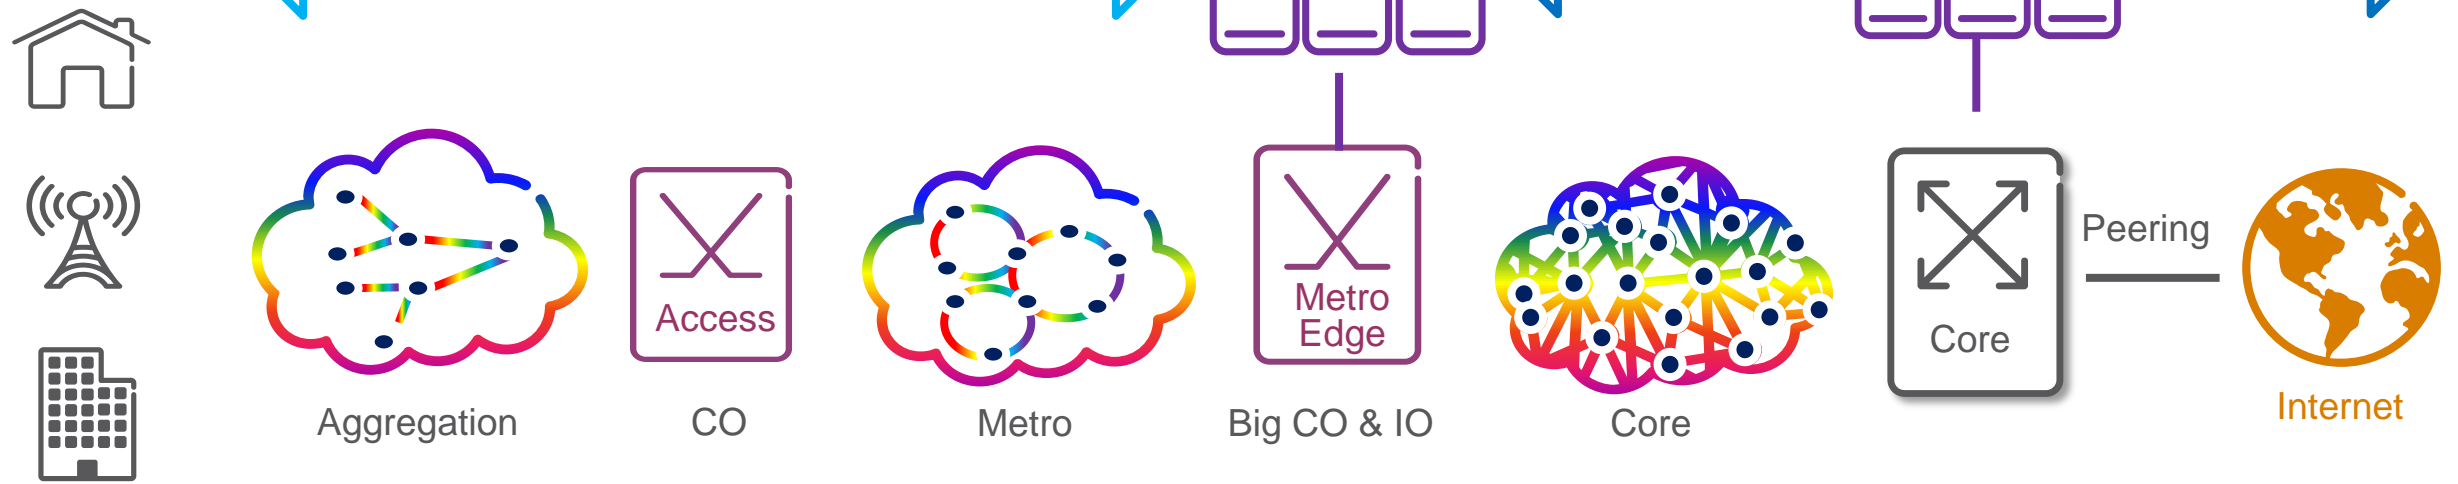 Access
Metro
Edge
Core
Peering
Aggregation
CO
Metro
Big CO & IO
Core
Internet